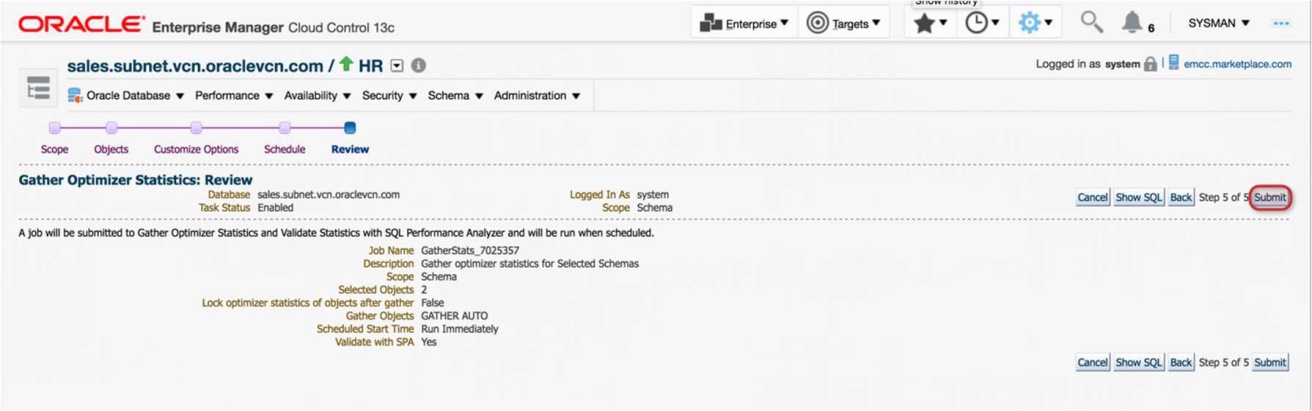 Show History
ORACLE® Enterprise Manager Cloud Control 13c Enterprise ▼ Targets ▼ 6 SYSMAN ▼ ...
sales.subnet.vcn.oraclevcn.com / HR Logged in as system | emcc.marketplace.com
Oracle Database ▼ Performance ▼ Availability ▼ Security ▼ Schema ▼ Administration ▼
Scope Objects Customize Options Schedule Review
Gather Optimizer Statistics: Review
Database sales.subnet.vcn.oraclevcn.com Logged In As system
Task Status Enabled Scope Schema
Cancel Show SQL Back Step 5 of 5 Submit
A job will be submitted to Gather Optimizer Statistics and Validate Statistics with SQL Performance Analyzer and will be run when scheduled.
Job Name GatherStats_7025357
Description Gather optimizer statistics for Selected Schemas
Scope Schema
Selected Objects 2
Lock optimizer statistics of objects after gather False
Gather Objects GATHER AUTO
Scheduled Start Time Run Immediately
Validate with SPA Yes
Cancel Show SQL Back Step 5 of 5 Submit